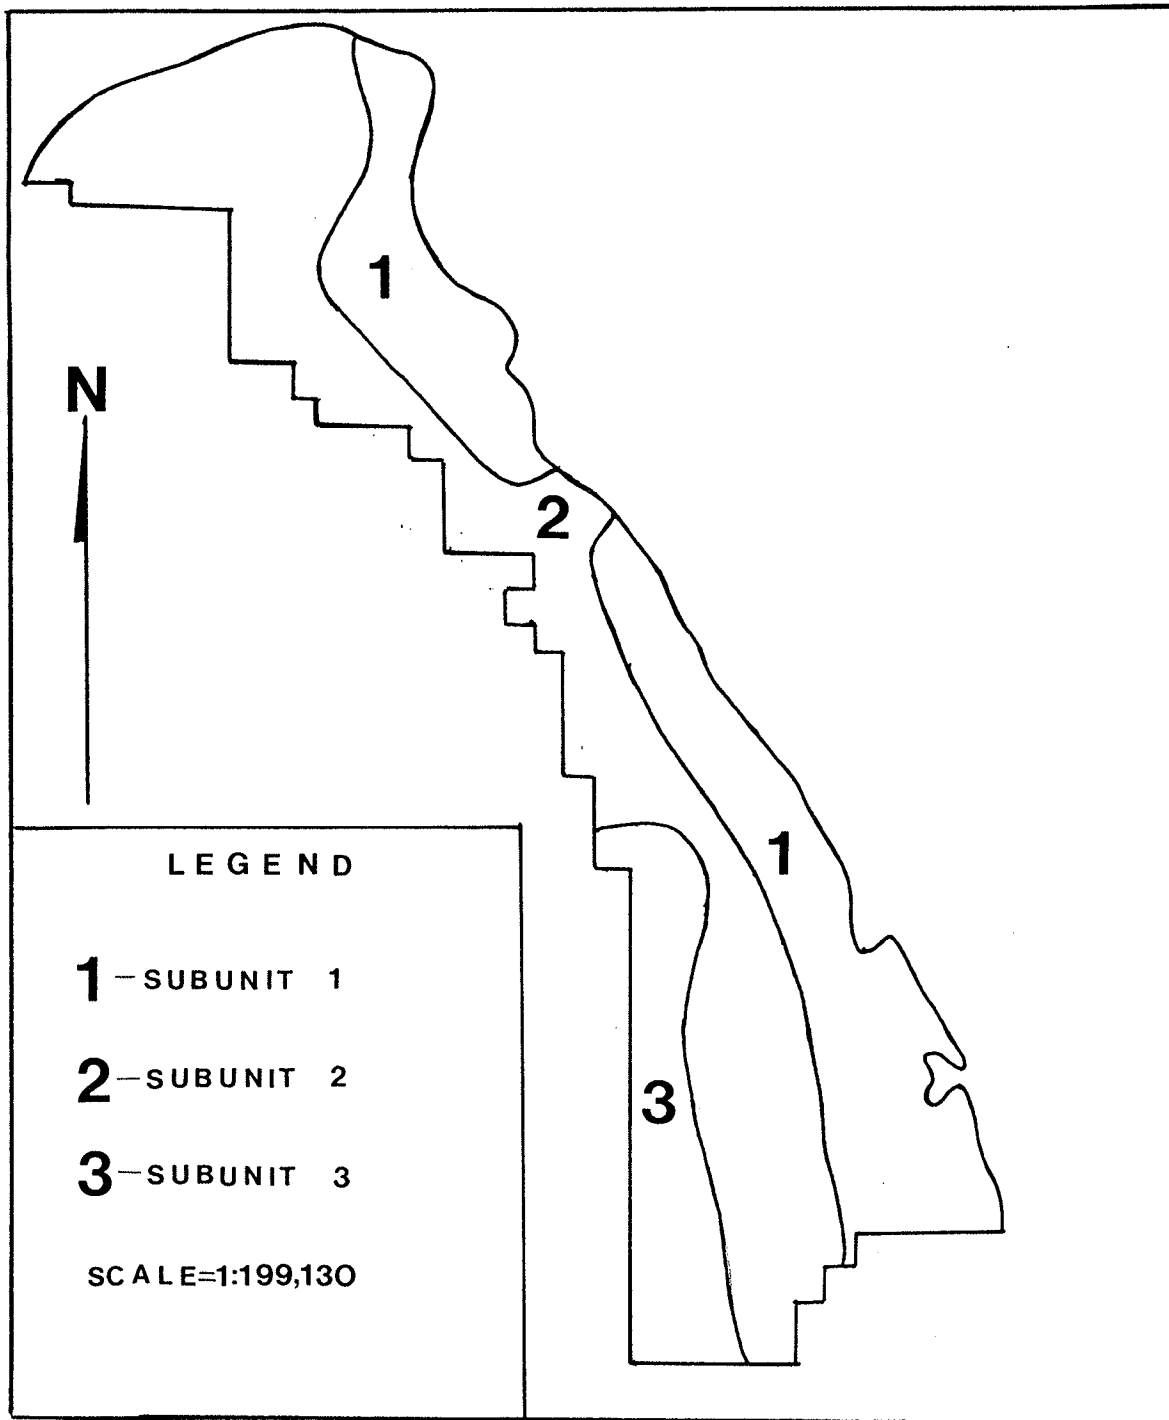 1
N
2
1
LEGEND
1-SUBUNIT 1
2-SUBUNIT 2
3
3-SUBUNIT 3
SCALE=1:199,130